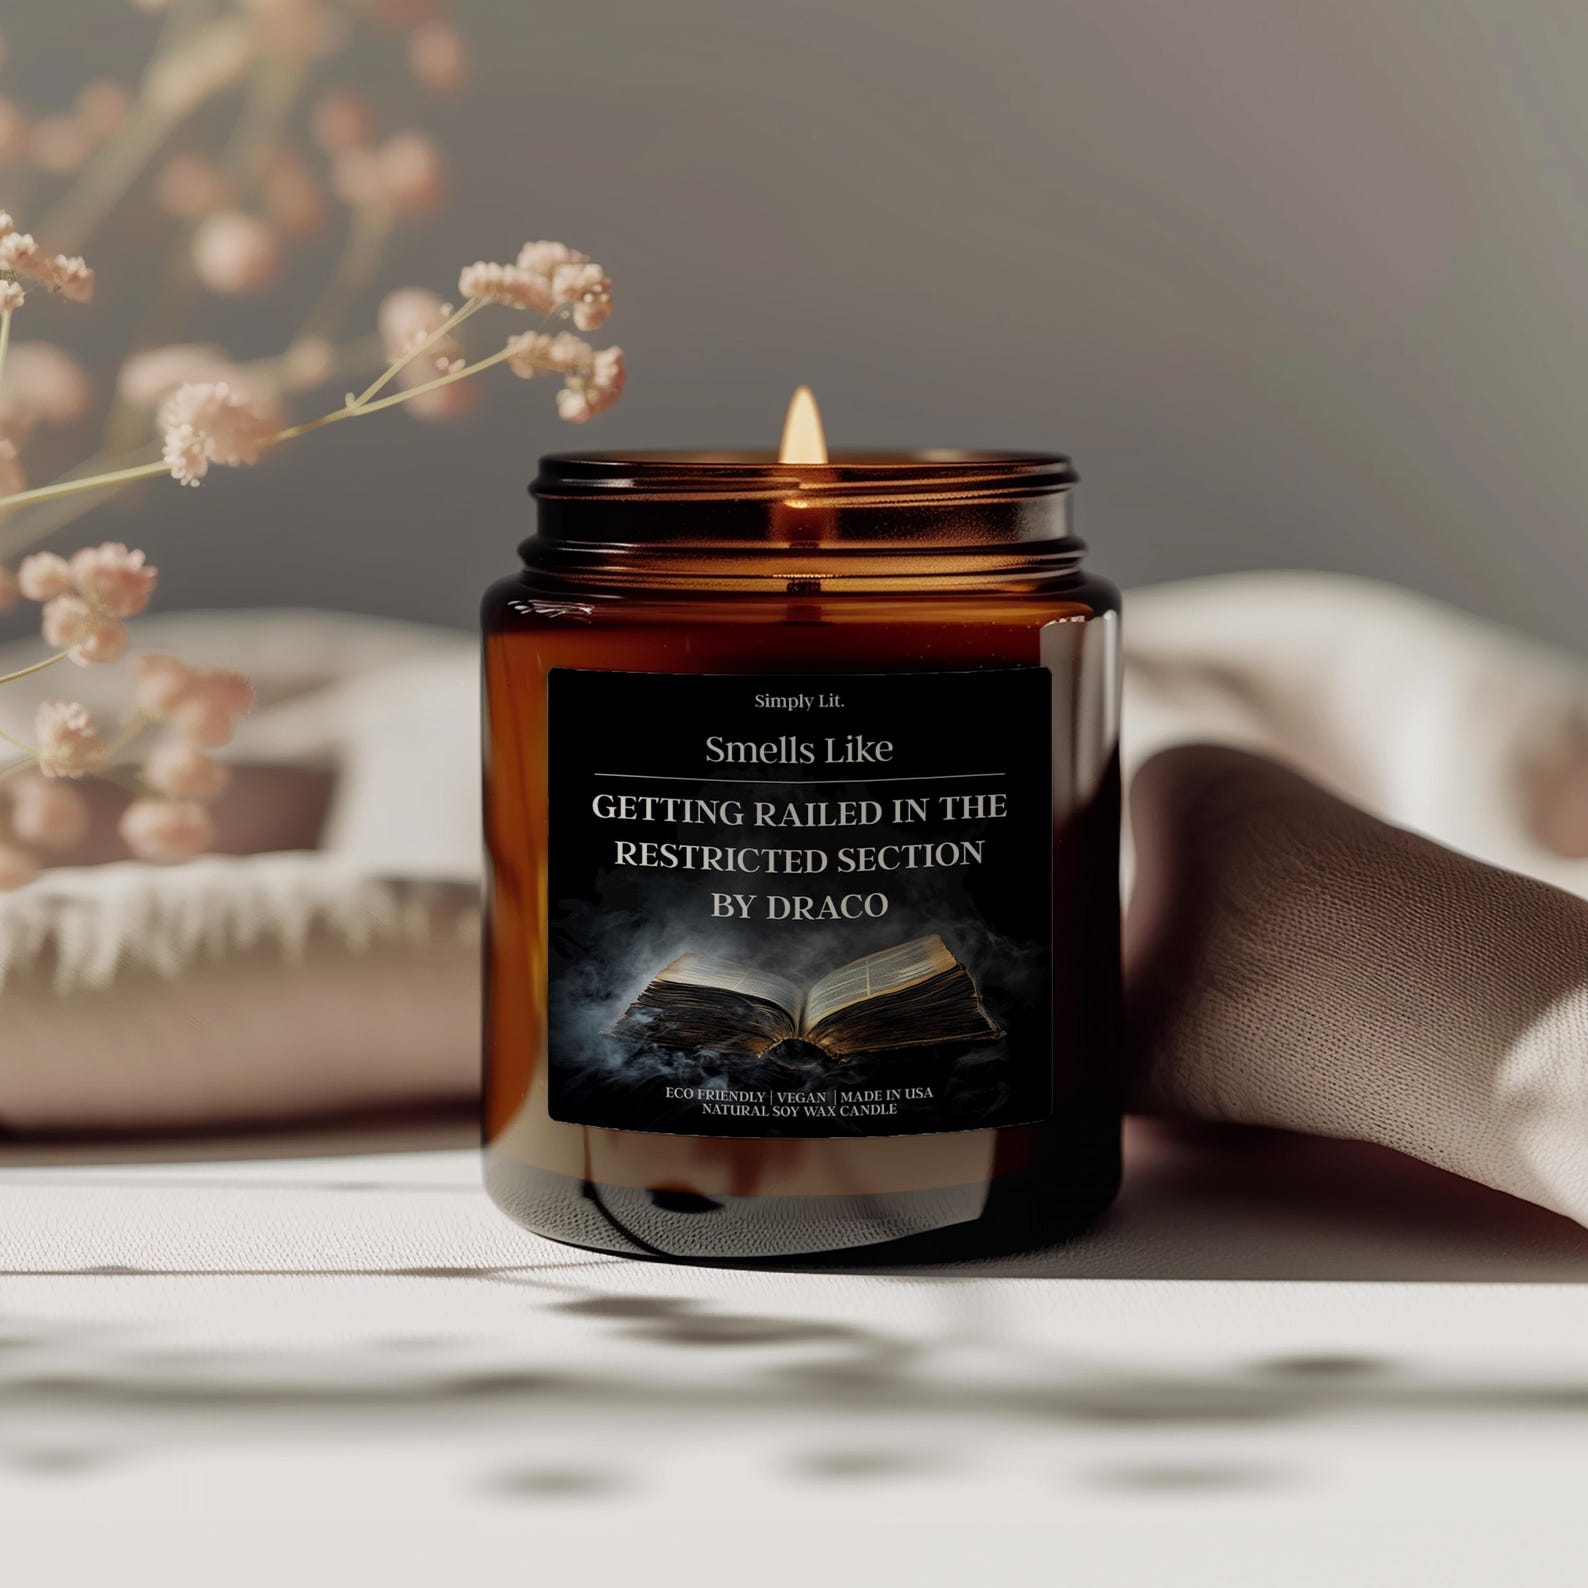 Simply Lit.
Smells Like
GETTING RAILED IN THE
RESTRICTED SECTION
BY DRACO
ECO FRIENDLY | VEGAN | MADE IN USA
NATURAL SOY WAX CANDLE